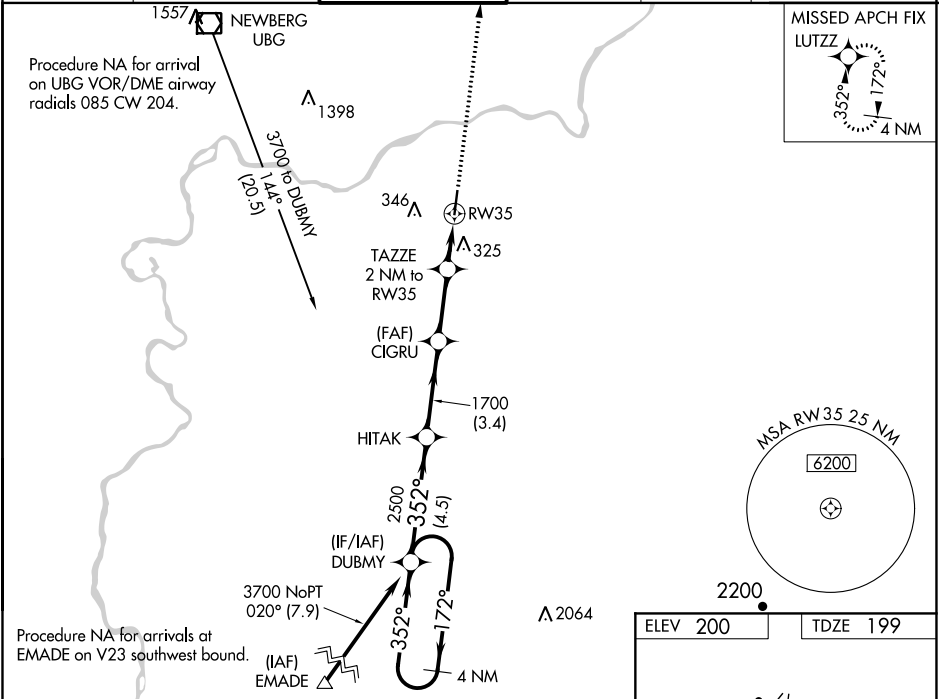 1557
NEWBERG
UBG
Procedure NA for arrival
on UBG VOR/DME airway
radials 085 CW 204.
1398
3700 to DUBMY
144°
(20.5)
MISSED APCH FIX
LUTZZ
352°
172°
4 NM
346
RW35
325
TAZZE
2 NM to
RW35
(FAF)
CIGRU
1700
(3.4)
HITAK
2500
352°
(4.5)
(IF/IAF)
DUBMY
3700 NoPT
020° (7.9)
352°
172°
4 NM
(IAF)
EMADE
Procedure NA for arrivals at
EMADE on V23 southwest bound.
2064
MSA RW35 25 NM
6200
2200
ELEV 200
TDZE 199